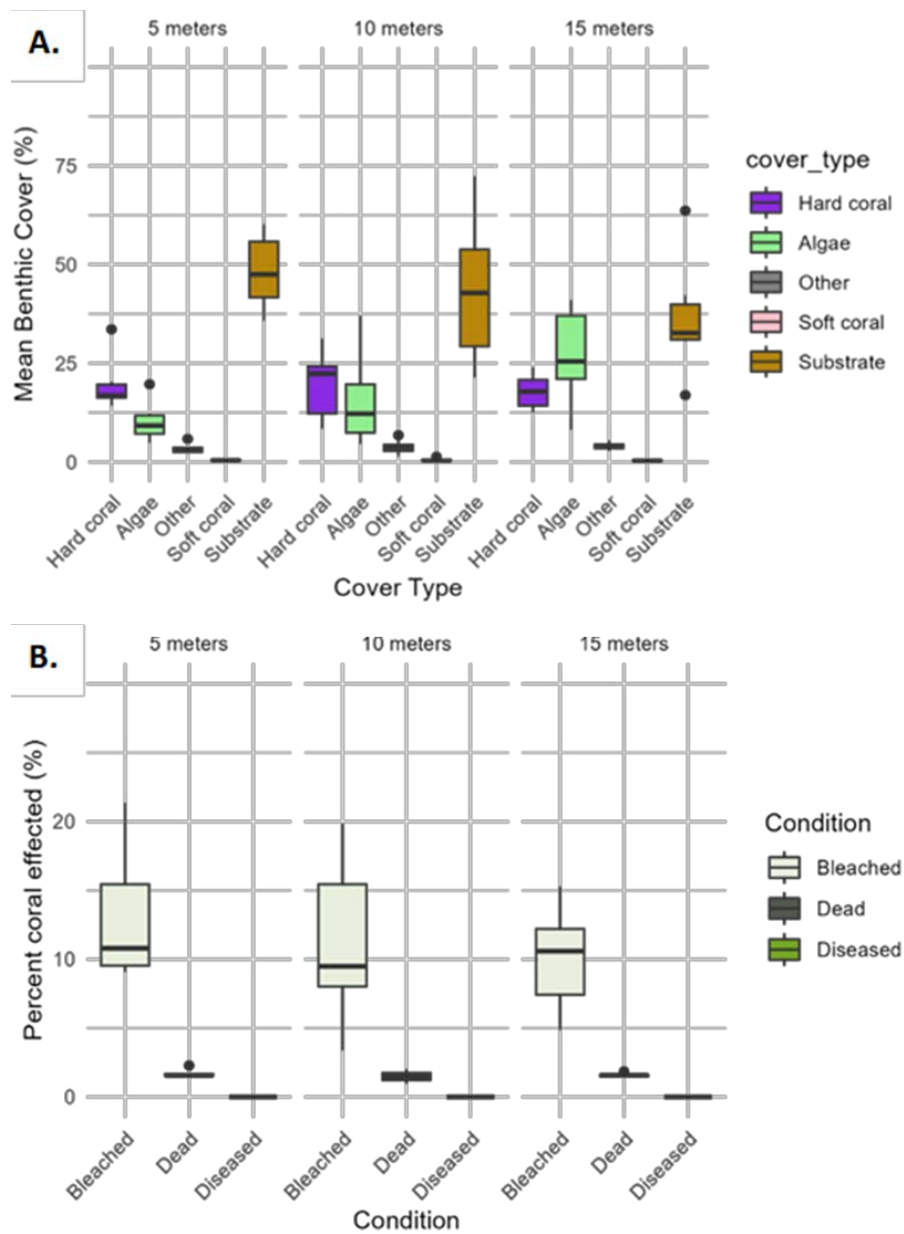 A.
5 meters 10 meters 15 meters
Mean Benthic Cover (%)
75
50
25
0
Hard coral Algae Other Soft coral Substrate Hard coral Algae Other Soft coral Substrate Hard coral Algae Other Soft coral Substrate
Cover Type
cover_type
Hard coral
Algae
Other
Soft coral
Substrate
B.
5 meters 10 meters 15 meters
Percent coral effected (%)
20
10
0
Bleached Dead Diseased Bleached Dead Diseased Bleached Dead Diseased
Condition
Condition
Bleached
Dead
Diseased